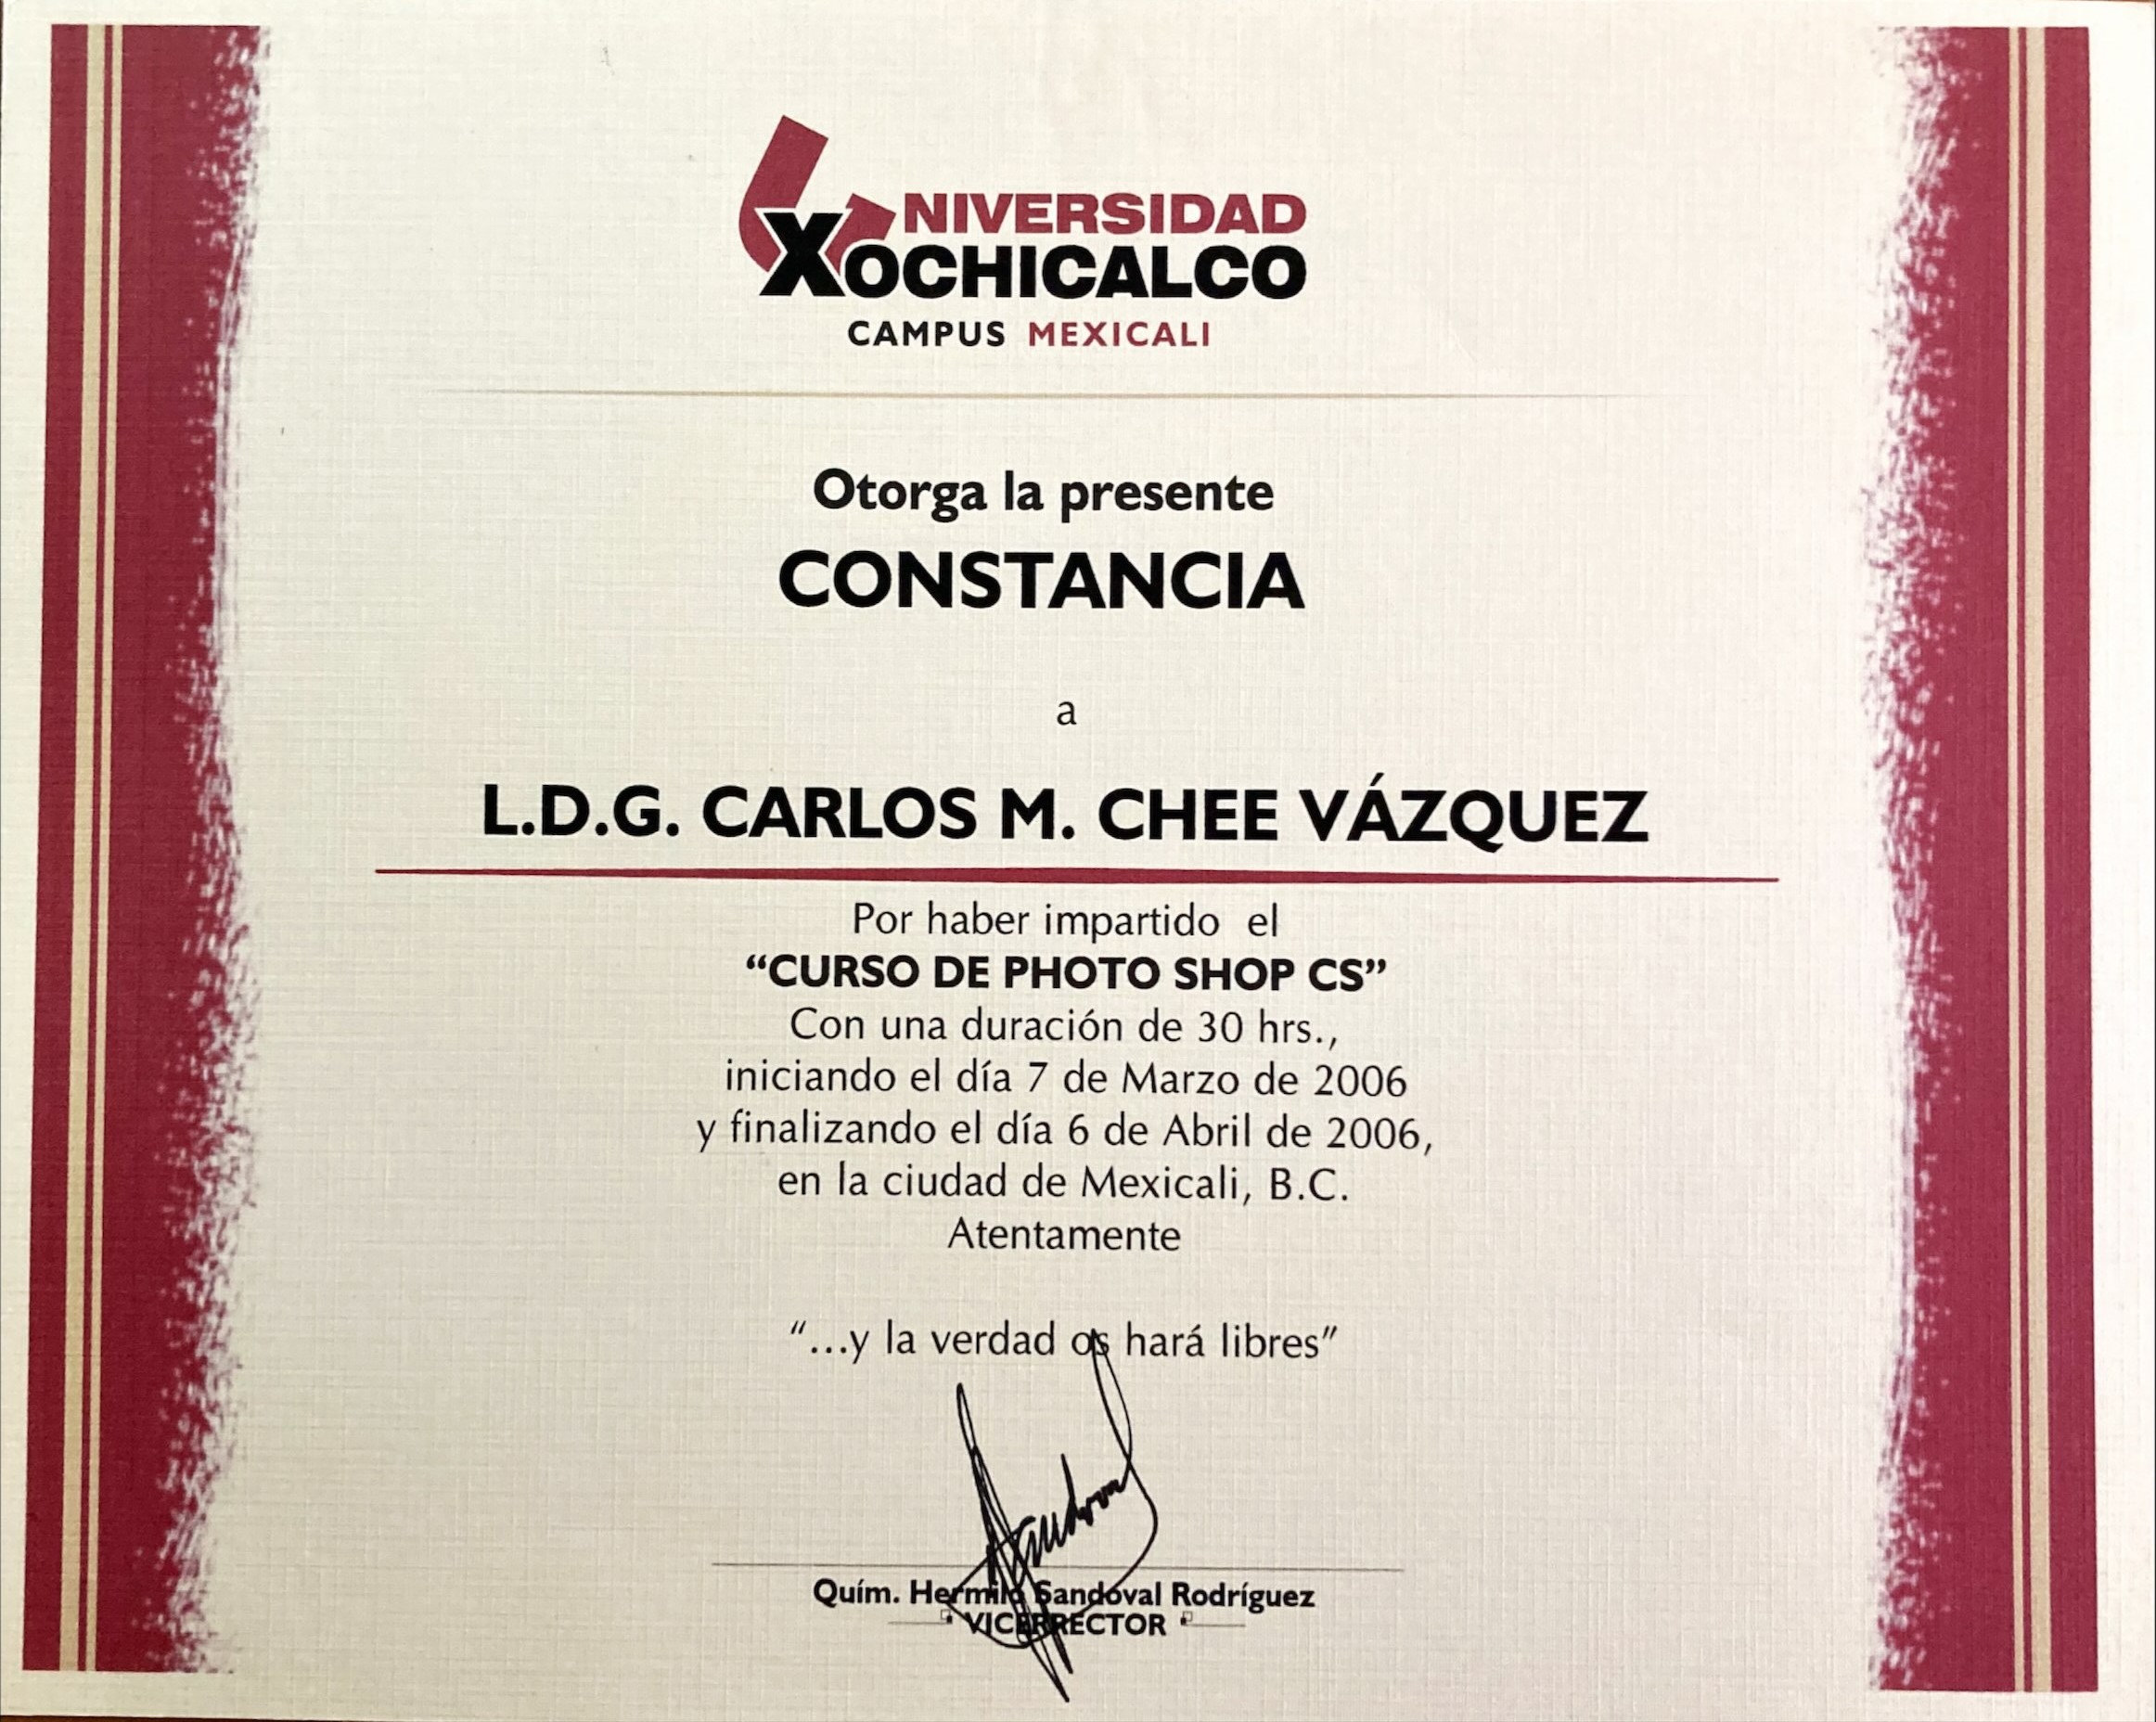 UNIVERSIDAD
XOCHICALCO
CAMPUS MEXICALI
Otorga la presente
CONSTANCIA
a
L.D.G. CARLOS M. CHEE VÁZQUEZ
Por haber impartido el
“CURSO DE PHOTO SHOP CS”
Con una duración de 30 hrs.,
iniciando el día 7 de Marzo de 2006
y finalizando el día 6 de Abril de 2006,
en la ciudad de Mexicali, B.C.
Atentamente
“...y la verdad os hará libres”
Sandoval
Quím. Hermilo Sandoval Rodríguez
VICERRECTOR